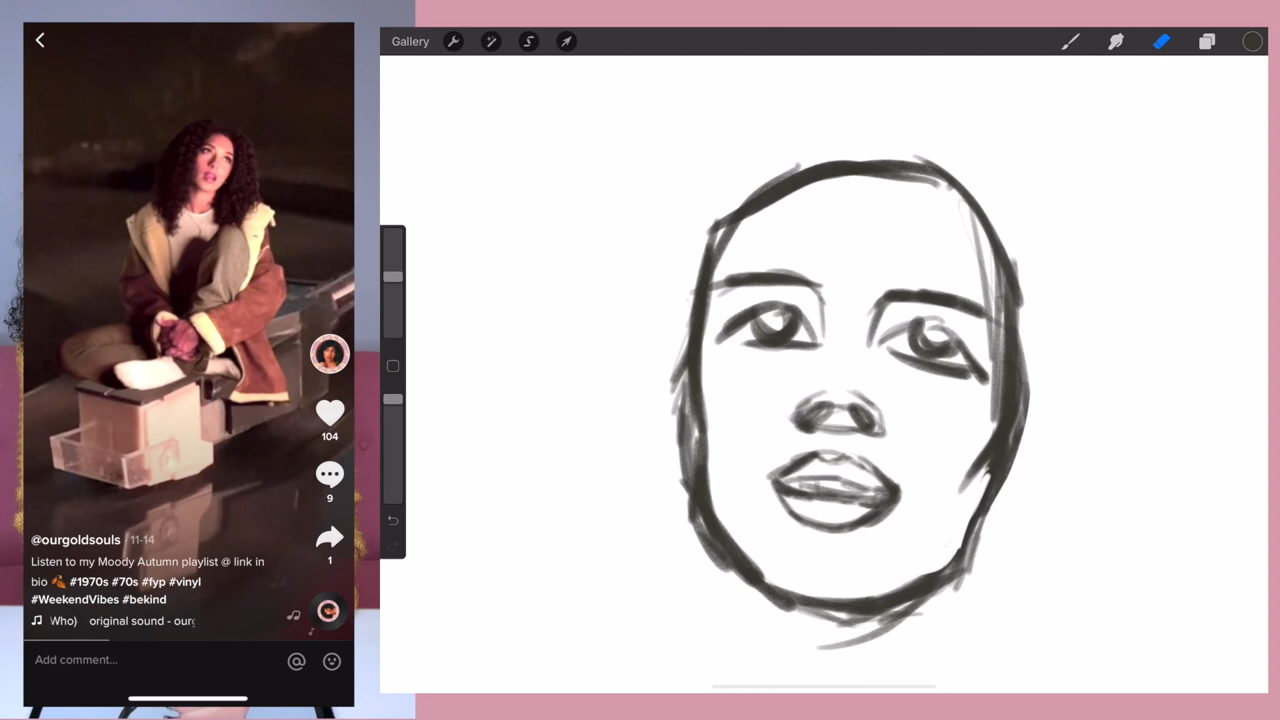 Gallery
104
9
1
@ourgoldsouls · 11-14
Listen to my Moody Autumn playlist @ link in
bio 🍂 #1970s #70s #fyp #vinyl
#WeekendVibes #bekind
Who) original sound - our
Add comment...